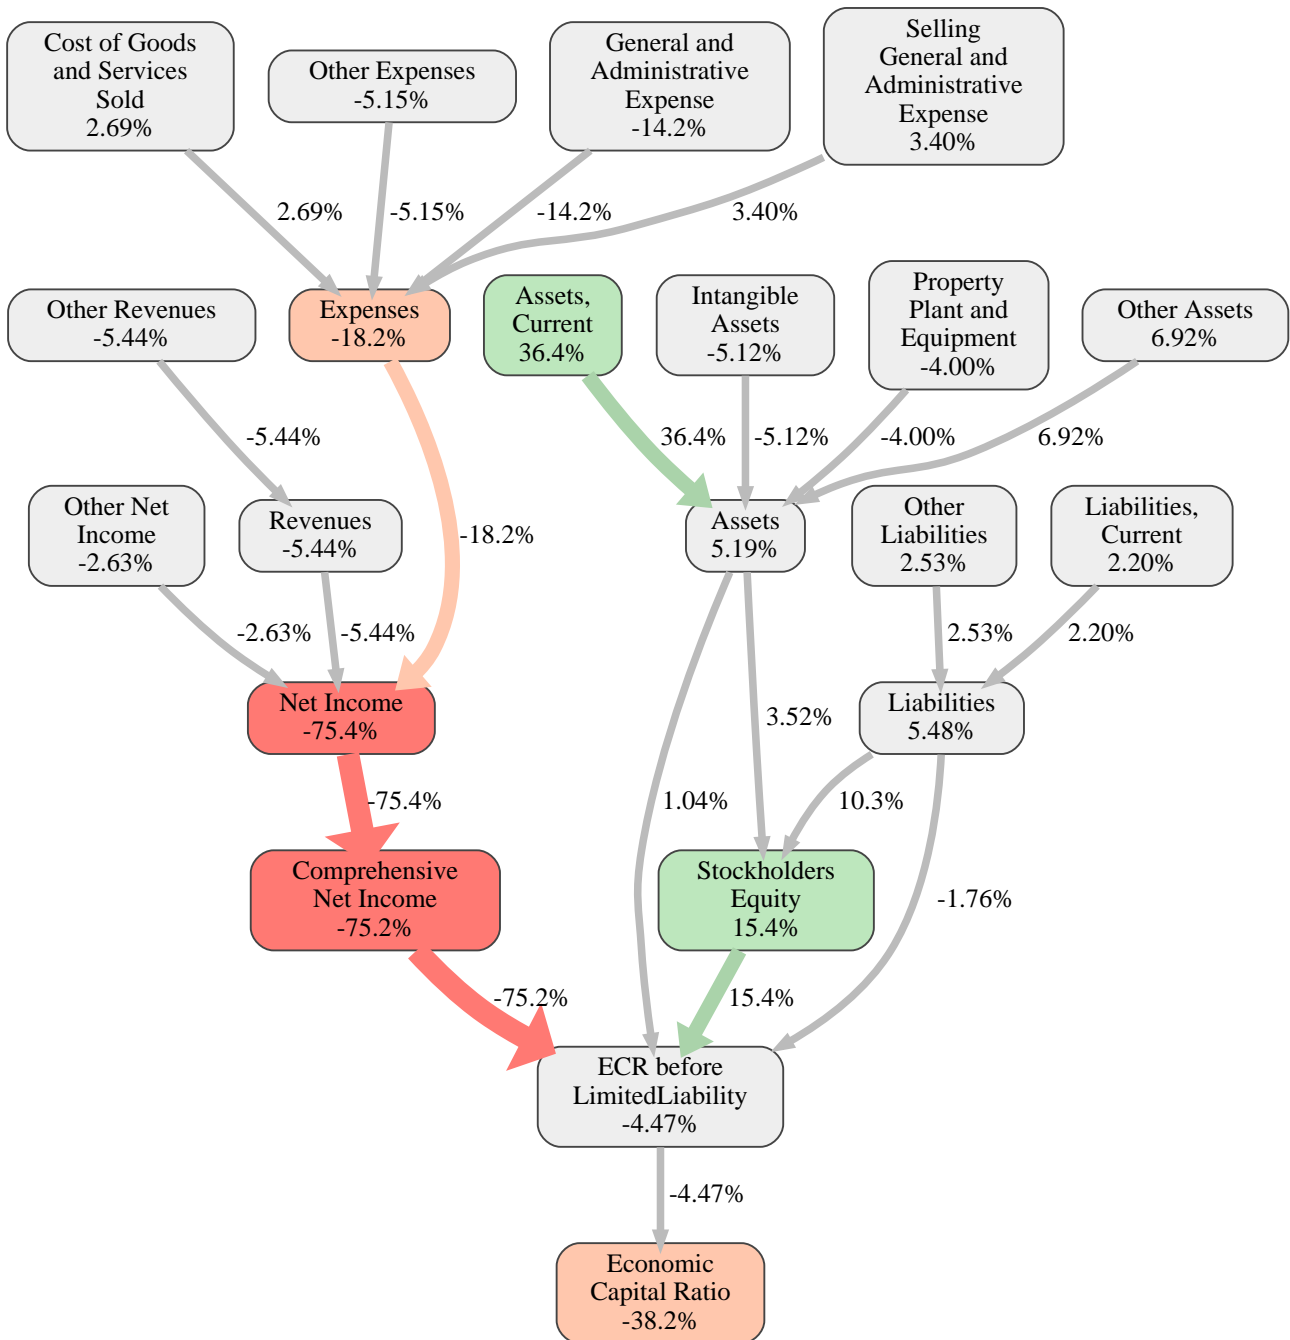 Cost of Goods
and Services
Sold
2.69%
Other Expenses
-5.15%
General and
Administrative
Expense
-14.2%
Selling
General and
Administrative
Expense
3.40%
2.69%
-5.15%
-14.2%
3.40%
Other Revenues
-5.44%
Expenses
-18.2%
Assets,
Current
36.4%
Intangible
Assets
-5.12%
Property
Plant and
Equipment
-4.00%
Other Assets
6.92%
-5.44%
36.4%
-5.12%
-4.00%
6.92%
Other Net
Income
-2.63%
Revenues
-5.44%
-18.2%
Assets
5.19%
Other
Liabilities
2.53%
Liabilities,
Current
2.20%
-2.63%
-5.44%
2.53%
2.20%
Net Income
-75.4%
3.52%
Liabilities
5.48%
-75.4%
1.04%
10.3%
Comprehensive
Net Income
-75.2%
Stockholders
Equity
15.4%
-1.76%
-75.2%
15.4%
ECR before
LimitedLiability
-4.47%
-4.47%
Economic
Capital Ratio
-38.2%